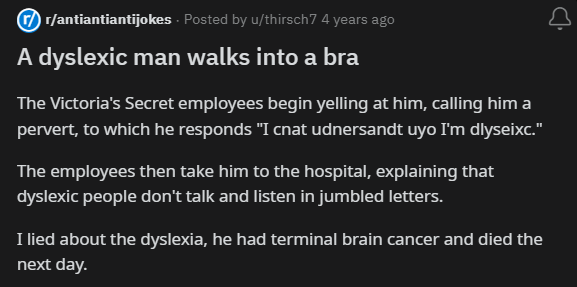 r/antiantiantijokes · Posted by u/thirsch7 4 years ago
A dyslexic man walks into a bra
The Victoria's Secret employees begin yelling at him, calling him a
pervert, to which he responds "I cnat udnersandt uyo I'm dlyseixc."
The employees then take him to the hospital, explaining that
dyslexic people don't talk and listen in jumbled letters.
I lied about the dyslexia, he had terminal brain cancer and died the
next day.